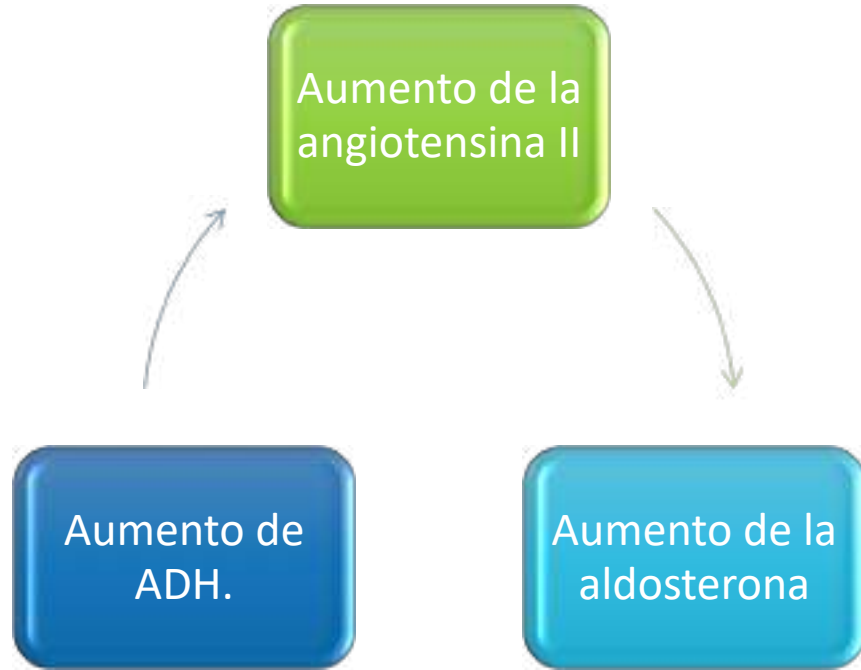 Aumento de la
angiotensina II
Aumento de
ADH.
Aumento de la
aldosterona